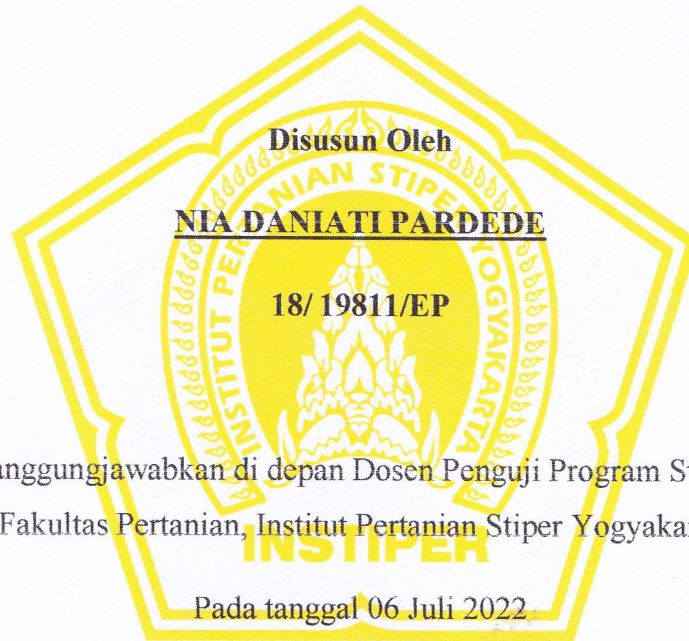 Disusun Oleh
INSTITUT PERTANIAN STIPER YOGYAKARTA
NIA DANIATI PARDEDE
18/ 19811/EP
anggungjawabkan di depan Dosen Penguji Program S
Fakultas Pertanian, Institut Pertanian Stiper Yogyaka
INSTIPER
Pada tanggal 06 Juli 2022